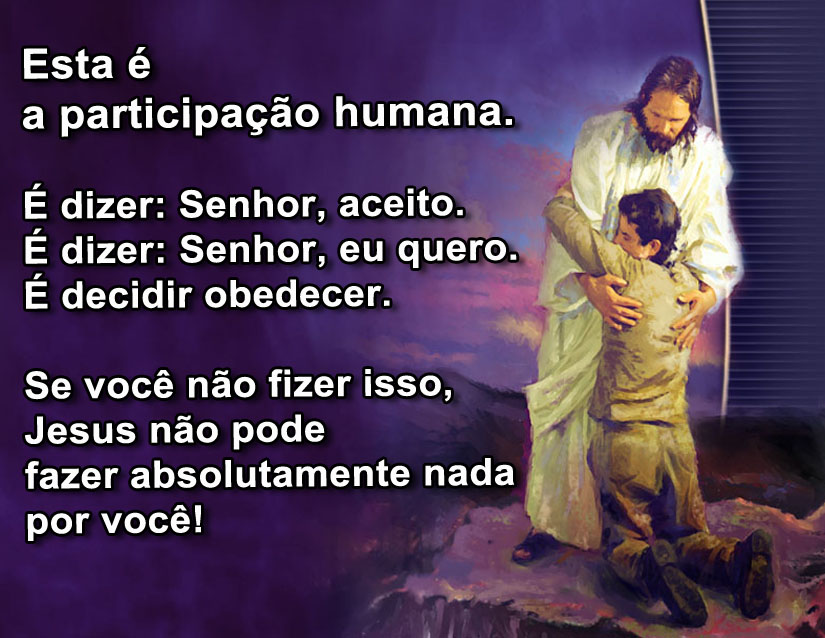 Esta é
a participação humana.
É dizer: Senhor, aceito.
É dizer: Senhor, eu quero.
É decidir obedecer.
Se você não fizer isso,
Jesus não pode
fazer absolutamente nada
por você!